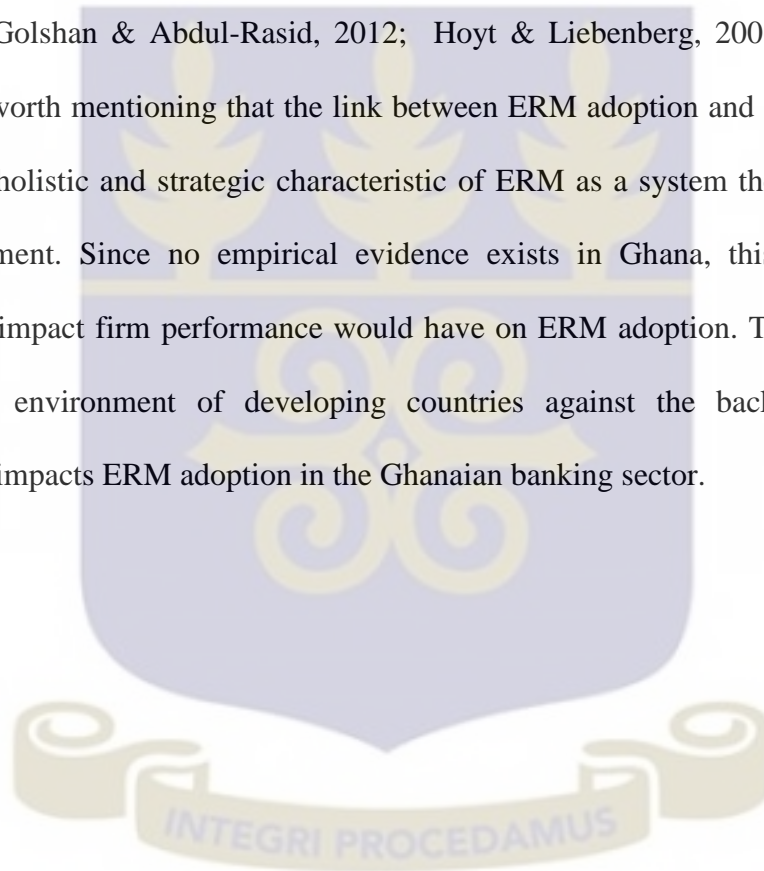 Golshan & Abdul-Rasid, 2012; Hoyt & Liebenberg, 200
worth mentioning that the link between ERM adoption and
holistic and strategic characteristic of ERM as a system th
ment. Since no empirical evidence exists in Ghana, this
impact firm performance would have on ERM adoption. T
environment of developing countries against the back
impacts ERM adoption in the Ghanaian banking sector.
INTEGRI PROCEDAMUS